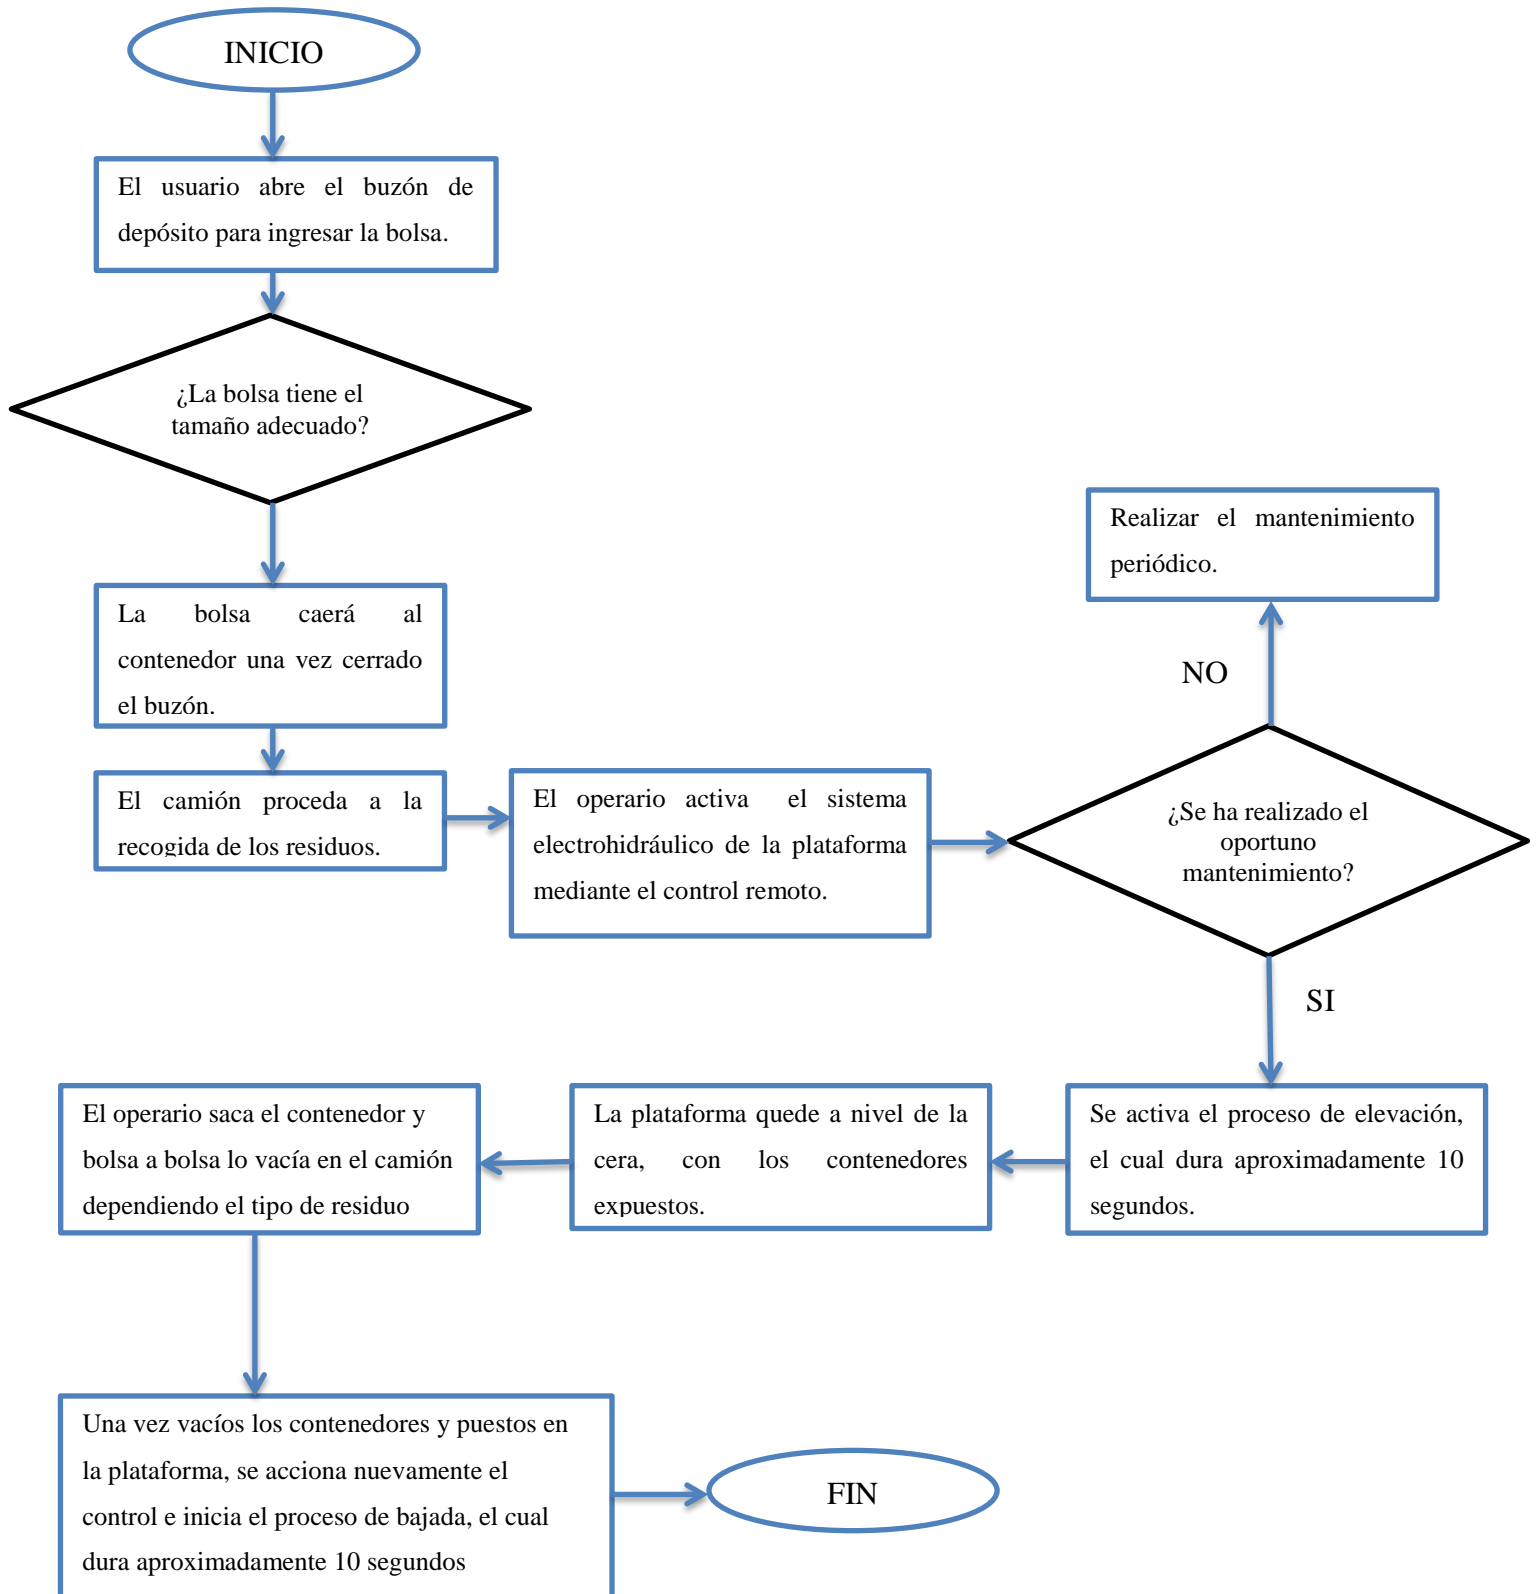 INICIO
El usuario abre el buzón de
depósito para ingresar la bolsa.
¿La bolsa tiene el
tamaño adecuado?
La bolsa caerá al
contenedor una vez cerrado
el buzón.
El camión proceda a la
recogida de los residuos.
El operario activa el sistema
electrohidráulico de la plataforma
mediante el control remoto.
¿Se ha realizado el
oportuno
mantenimiento?
NO
Realizar el mantenimiento
periódico.
SI
Se activa el proceso de elevación,
el cual dura aproximadamente 10
segundos.
La plataforma quede a nivel de la
cera, con los contenedores
expuestos.
El operario saca el contenedor y
bolsa a bolsa lo vacía en el camión
dependiendo el tipo de residuo
Una vez vacíos los contenedores y puestos en
la plataforma, se acciona nuevamente el
control e inicia el proceso de bajada, el cual
dura aproximadamente 10 segundos
FIN